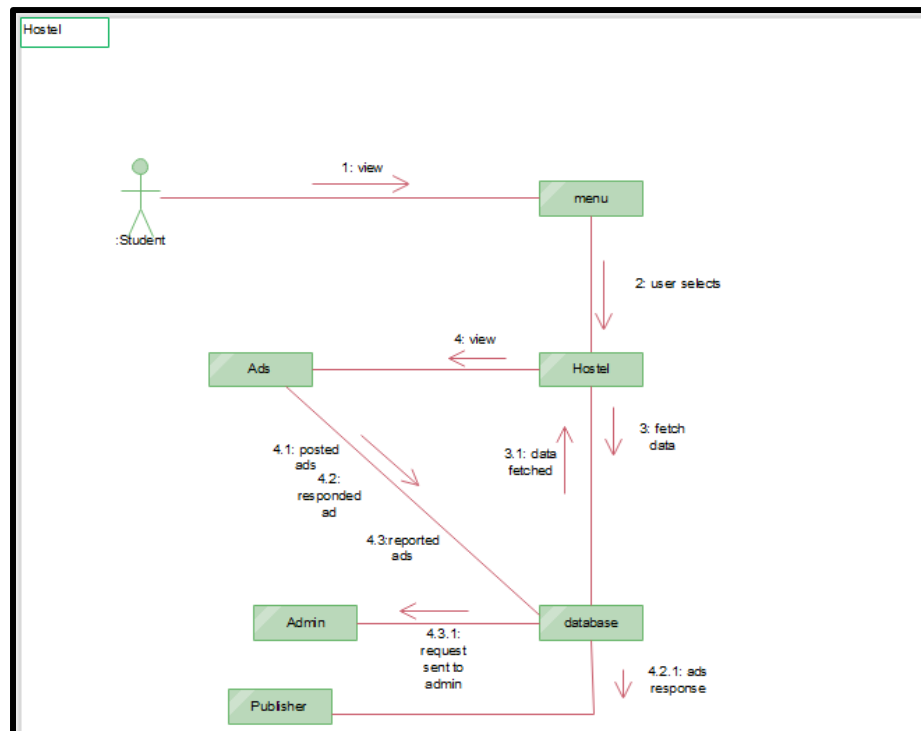 Hostel
1: view
menu
:Student
2: user selects
4: view
Ads
Hostel
4.1: posted
ads
4.2:
responded
ad
3.1: data
fetched
3: fetch
data
4.3:reported
ads
Admin
database
4.3.1:
request
sent to
admin
4.2.1: ads
response
Publisher